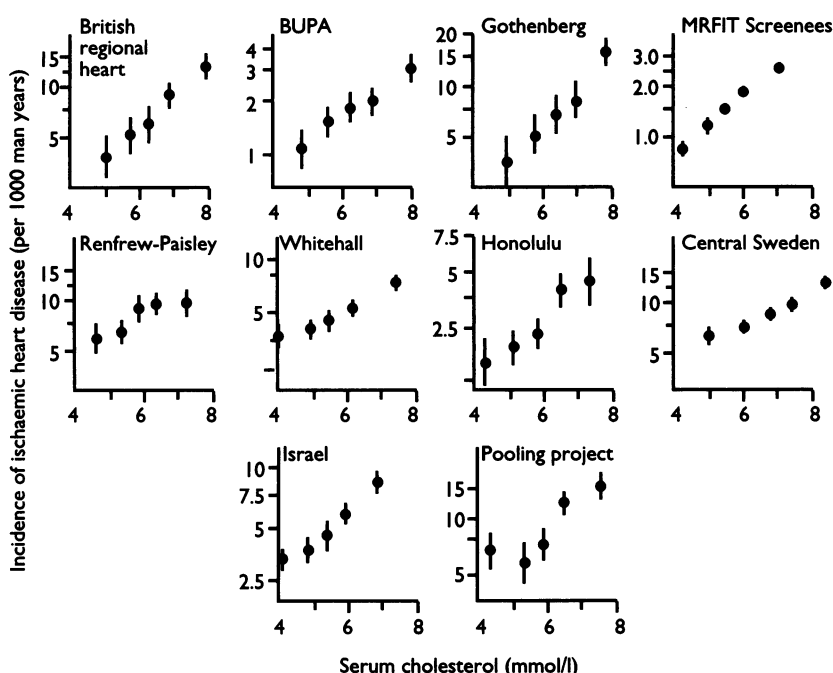 Incidence of ischaemic heart disease (per 1000 man years)
British
regional
heart
15
10
5
4 6 8
BUPA
4
3
2
1
4 6 8
Gothenberg
20
15
10
5
4 6 8
MRFIT Screenees
3.0
2.0
1.0
4 6 8
Renfrew-Paisley
15
10
5
4 6 8
Whitehall
10
5
4 6 8
Honolulu
7.5
5
2.5
4 6 8
Central Sweden
15
10
5
4 6 8
Israel
10
7.5
5
2.5
4 6 8
Pooling project
15
10
5
4 6 8
Serum cholesterol (mmol/l)